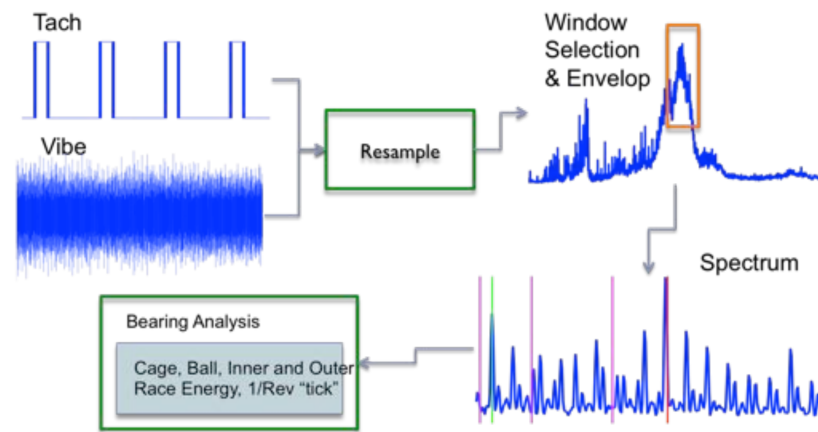 Tach
Vibe
Resample
Window
Selection
& Envelop
Spectrum
Bearing Analysis
Cage, Ball, Inner and Outer
Race Energy, 1/Rev “tick”